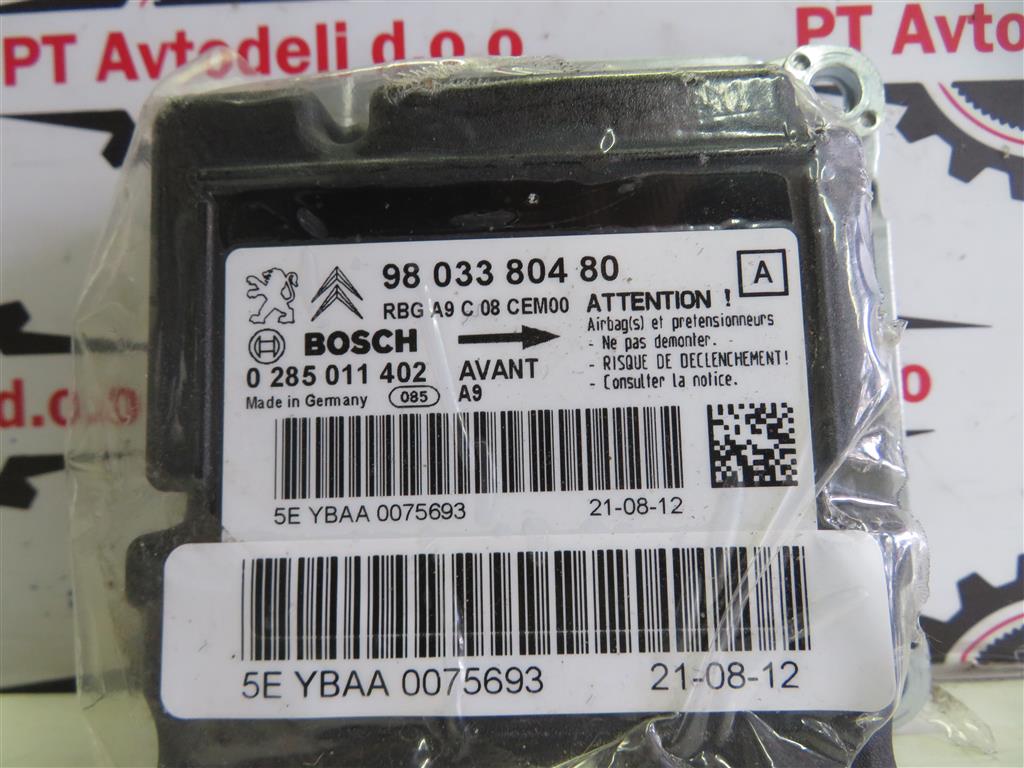 PT Avtodeli d.o.o
PT Avto
98 033 804 80
A
RBG A9 C 08 CEM00
ATTENTION !
Airbag(s) et pretensionneurs
- Ne pas demonter.
- RISQUE DE DECLENCHEMENT!
- Consulter la notice.
BOSCH
0 285 011 402
AVANT
Made in Germany
085
A9
5E YBAA 0075693
21-08-12
5E YBAA 0075693
21-08-12
li d.o.o
PT